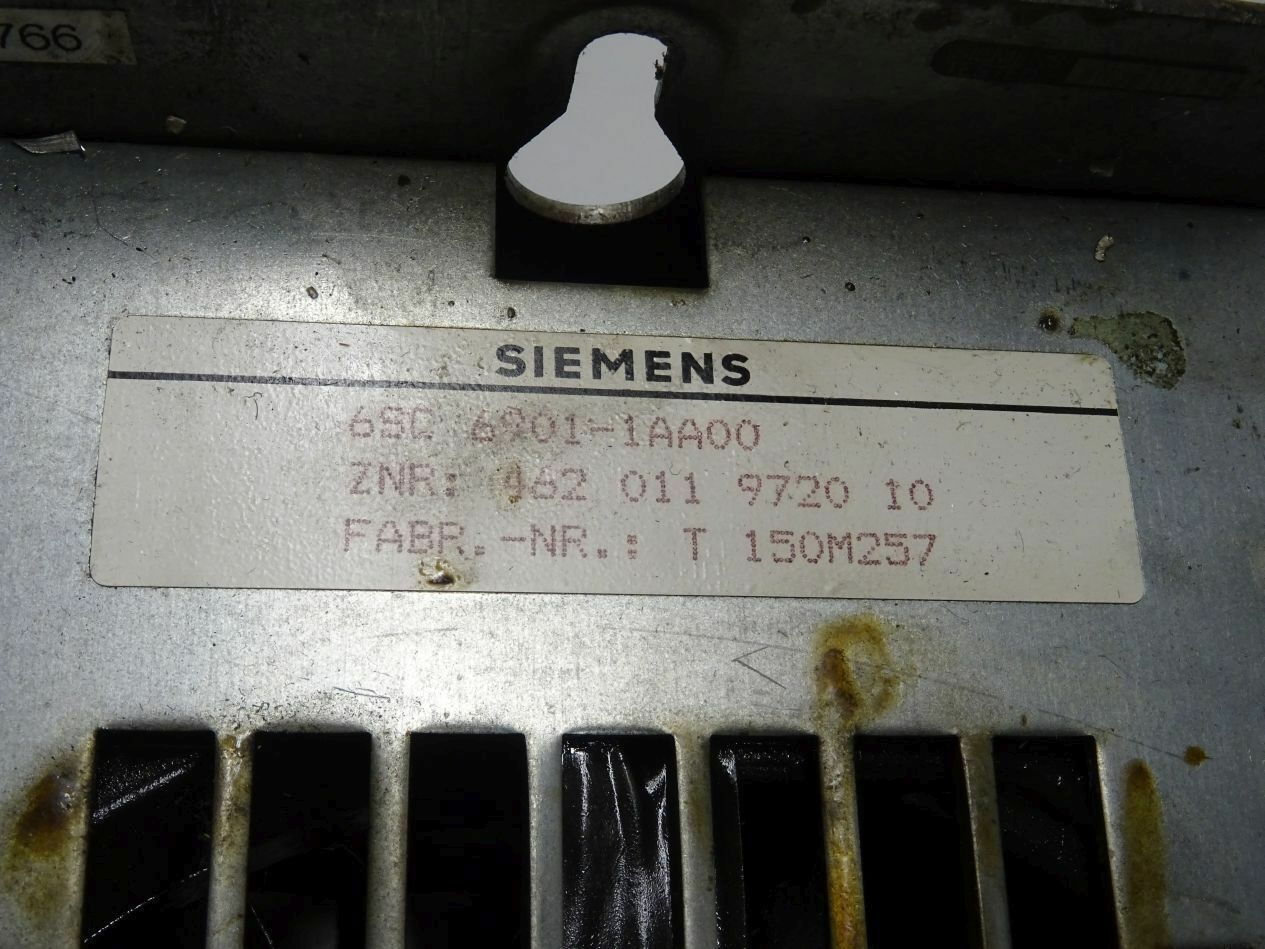 766
SIEMENS
6SC 6901-1AA00
ZNR: 462 011 9720 10
FABR.-NR.: T 150M257